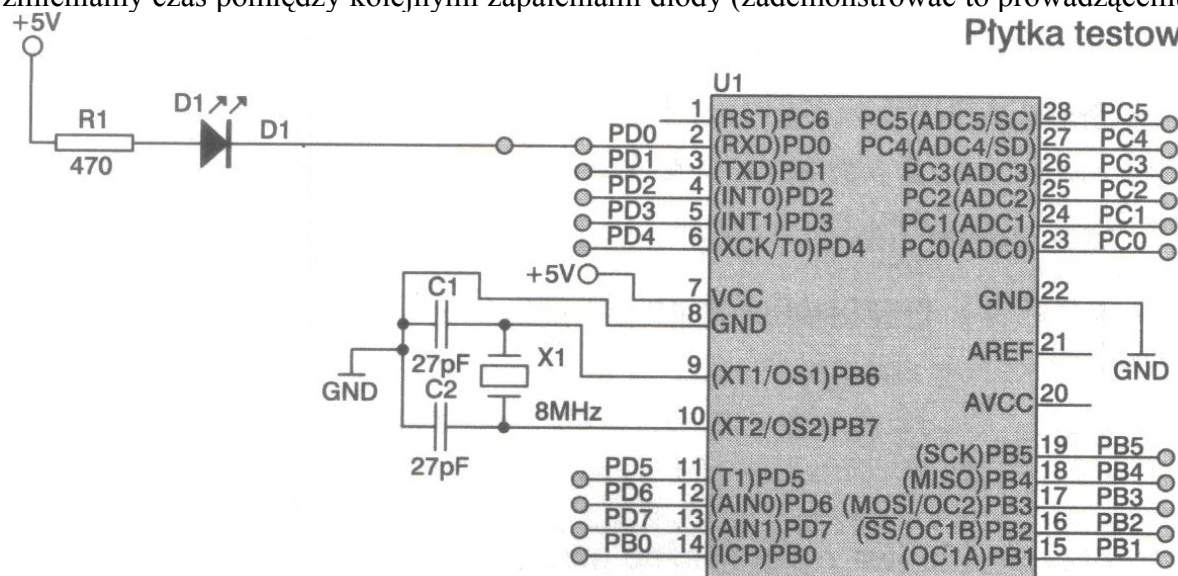 zmieniamy czas pomiędzy kolejnymi zapaleniami diody (zademonstrować to prowadzącemu
+5V
Płytka testow
R1
470
D1
D1
U1
1 (RST)PC6
PD0 2 (RXD)PD0
PD1 3 (TXD)PD1
PD2 4 (INT0)PD2
PD3 5 (INT1)PD3
PD4 6 (XCK/T0)PD4
+5V 7 VCC
8 GND
9 (XT1/OS1)PB6
10 (XT2/OS2)PB7
PD5 11 (T1)PD5
PD6 12 (AIN0)PD6
PD7 13 (AIN1)PD7
PB0 14 (ICP)PB0
PC5(ADC5/SC) 28 PC5
PC4(ADC4/SD) 27 PC4
PC3(ADC3) 26 PC3
PC2(ADC2) 25 PC2
PC1(ADC1) 24 PC1
PC0(ADC0) 23 PC0
GND 22
AREF 21
AVCC 20
(SCK)PB5 19 PB5
(MISO)PB4 18 PB4
(MOSI/OC2)PB3 17 PB3
(SS/OC1B)PB2 16 PB2
(OC1A)PB1 15 PB1
GND
C1
27pF
C2
27pF
X1
8MHz
GND